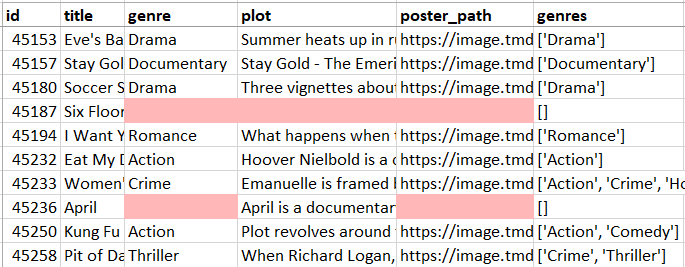 id title genre plot poster_path genres
45153 Eve's Ba Drama Summer heats up in ru https://image.tmd ['Drama']
45157 Stay Gol Documentary Stay Gold - The Emeri https://image.tmd ['Documentary']
45180 Soccer S Drama Three vignettes about https://image.tmd ['Drama']
45187 Six Floor []
45194 I Want Y Romance What happens when https://image.tmd ['Romance']
45232 Eat My D Action Hoover Nielbold is a https://image.tmd ['Action']
45233 Women' Crime Emanuelle is framed https://image.tmd ['Action', 'Crime', 'Ho
45236 April April is a documentar []
45250 Kung Fu Action Plot revolves around https://image.tmd ['Action', 'Comedy']
45258 Pit of Da Thriller When Richard Logan, https://image.tmd ['Crime', 'Thriller']